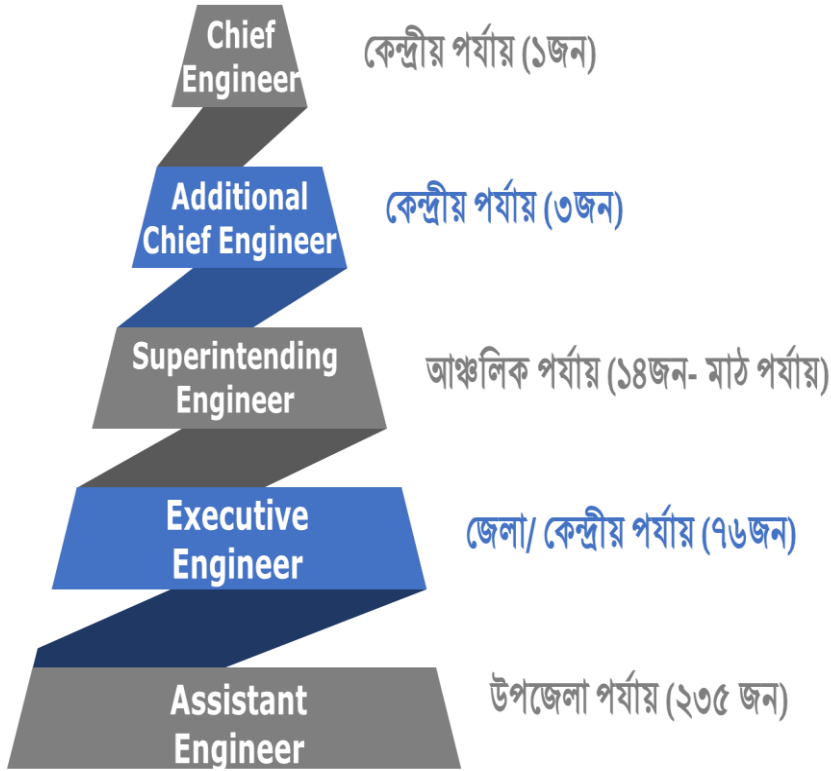 Chief
Engineer
কেন্দ্রীয় পর্যায় (১জন)
Additional
Chief Engineer
কেন্দ্রীয় পর্যায় (৩জন)
Superintending
Engineer
আঞ্চলিক পর্যায় (১৪জন- মাঠ পর্যায়)
Executive
Engineer
জেলা/ কেন্দ্রীয় পর্যায় (৭৬জন)
Assistant
Engineer
উপজেলা পর্যায় (২৩৫ জন)